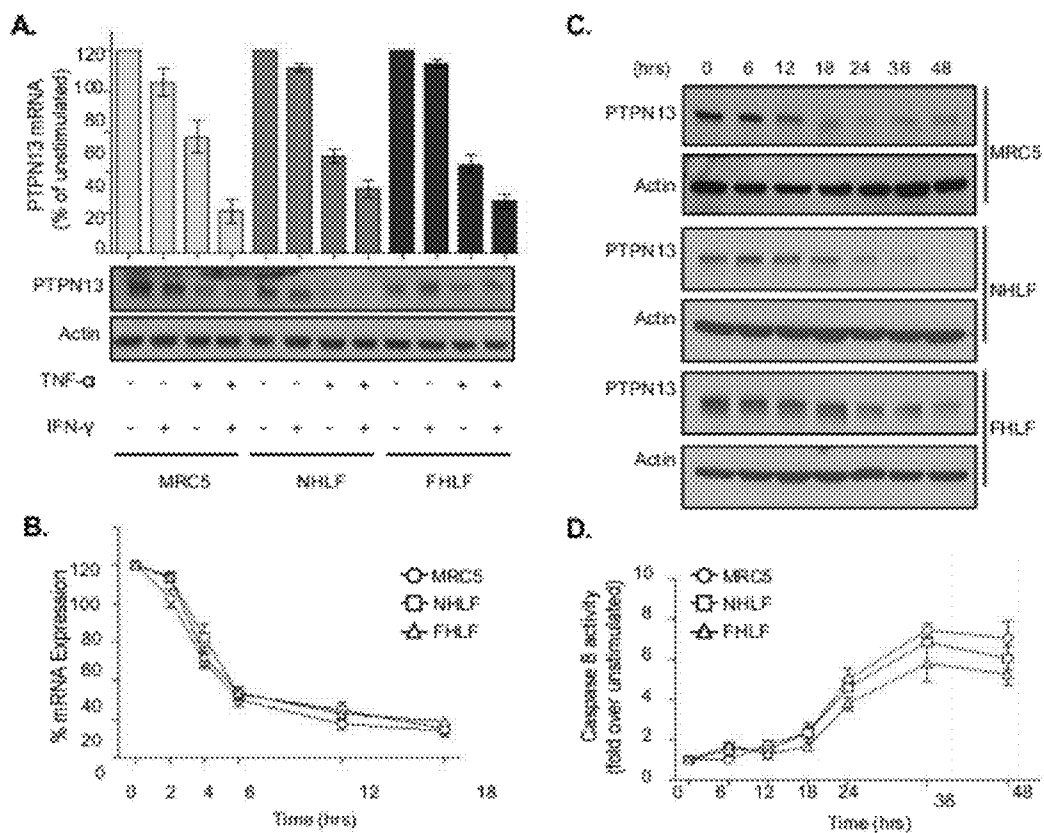 A.
PTPN13 mRNA
(% of unstimulated)
120
100
80
60
40
20
0
PTPN13
Actin
TNF-α - - + + - - + + - - + +
IFN-γ - + - + - + - + - + - +
MRC5 NHLF FHLF
B.
% mRNA Expression
120
100
80
60
40
20
0
MRC5
NHLF
FHLF
0 2 4 6 12 18
Time (hrs)
C.
(hrs) 0 6 12 18 24 36 48
PTPN13
Actin
MRC5
PTPN13
Actin
NHLF
PTPN13
Actin
FHLF
D.
Caspase 8 activity
(fold over unstimulated)
10
8
6
4
2
0
MRC5
NHLF
FHLF
0 6 12 18 24 36 48
Time (hrs)